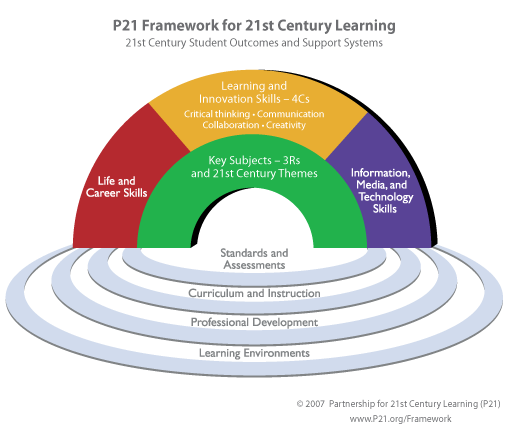 P21 Framework for 21st Century Learning
21st Century Student Outcomes and Support Systems
Learning and
Innovation Skills – 4Cs
Critical thinking • Communication
Collaboration • Creativity
Key Subjects – 3Rs
and 21st Century Themes
Life and
Career Skills
Information,
Media, and
Technology
Skills
Standards and
Assessments
Curriculum and Instruction
Professional Development
Learning Environments
© 2007 Partnership for 21st Century Learning (P21)
www.P21.org/Framework